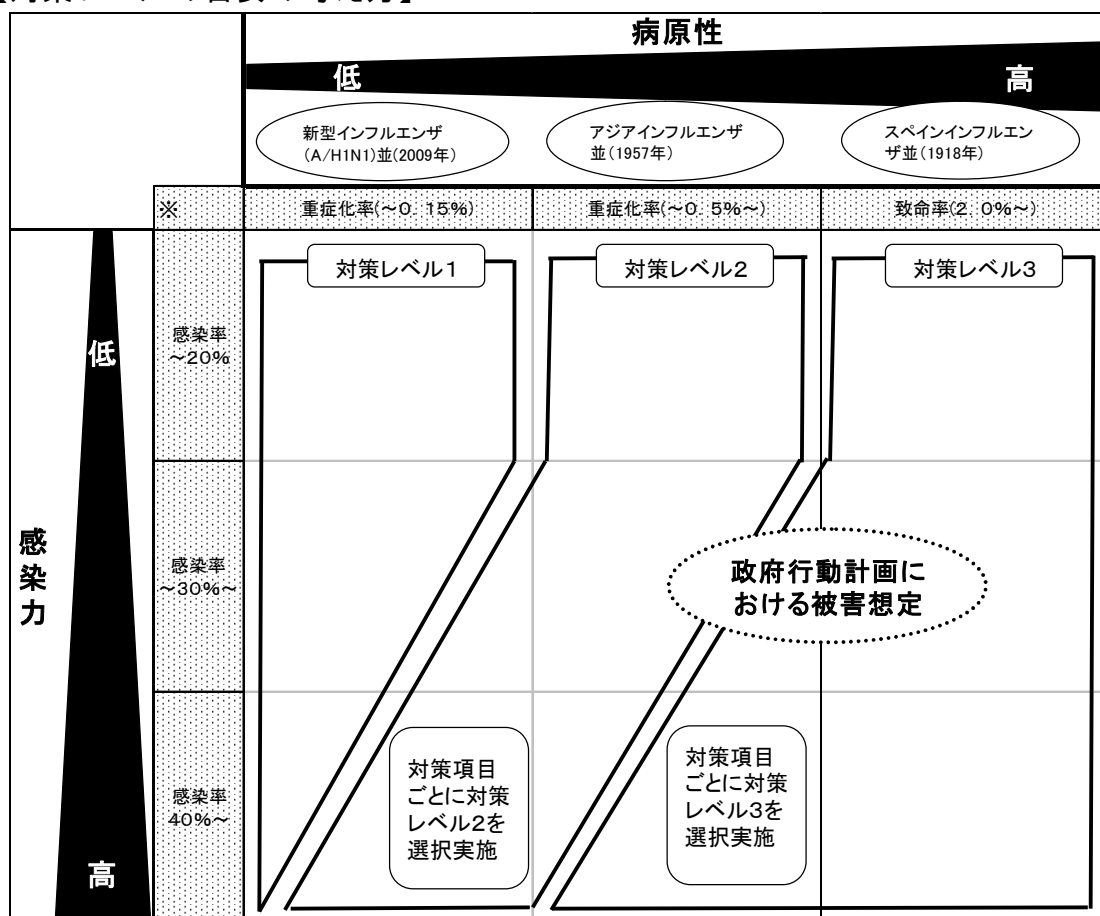 病原性
低
高
新型インフルエンザ
(A/H1N1)並(2009年)
アジアインフルエンザ
並(1957年)
スペインインフルエン
ザ並(1918年)
※
重症化率(～0．15%)
重症化率(～0．5%～)
致命率(2．0%～)
対策レベル1
対策レベル2
対策レベル3
感染力
低
高
感染率
～20%
感染率
～30%～
感染率
40%～
政府行動計画に
おける被害想定
対策項目
ごとに対策
レベル2を
選択実施
対策項目
ごとに対策
レベル3を
選択実施